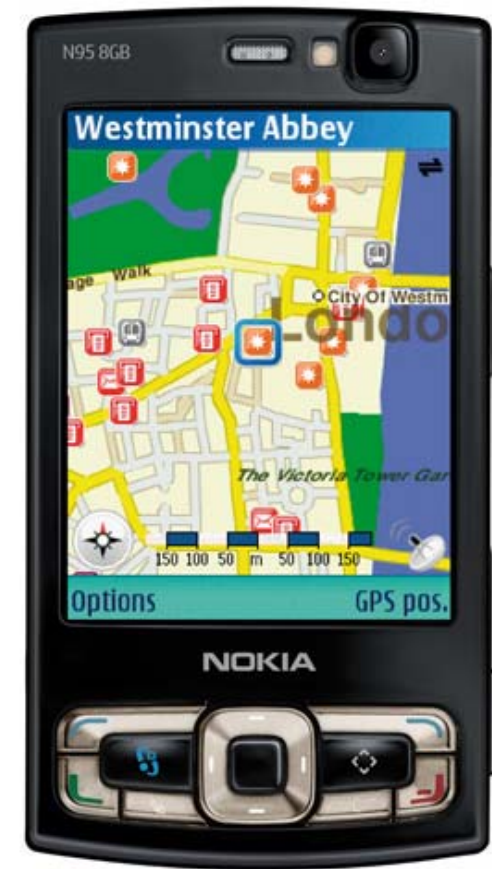 N95 8GB
Westminster Abbey
age Walk
City Of Westm
Londo
The Victoria Tower Gar
150 100 50 m 50 100 150
Options GPS pos.
NOKIA